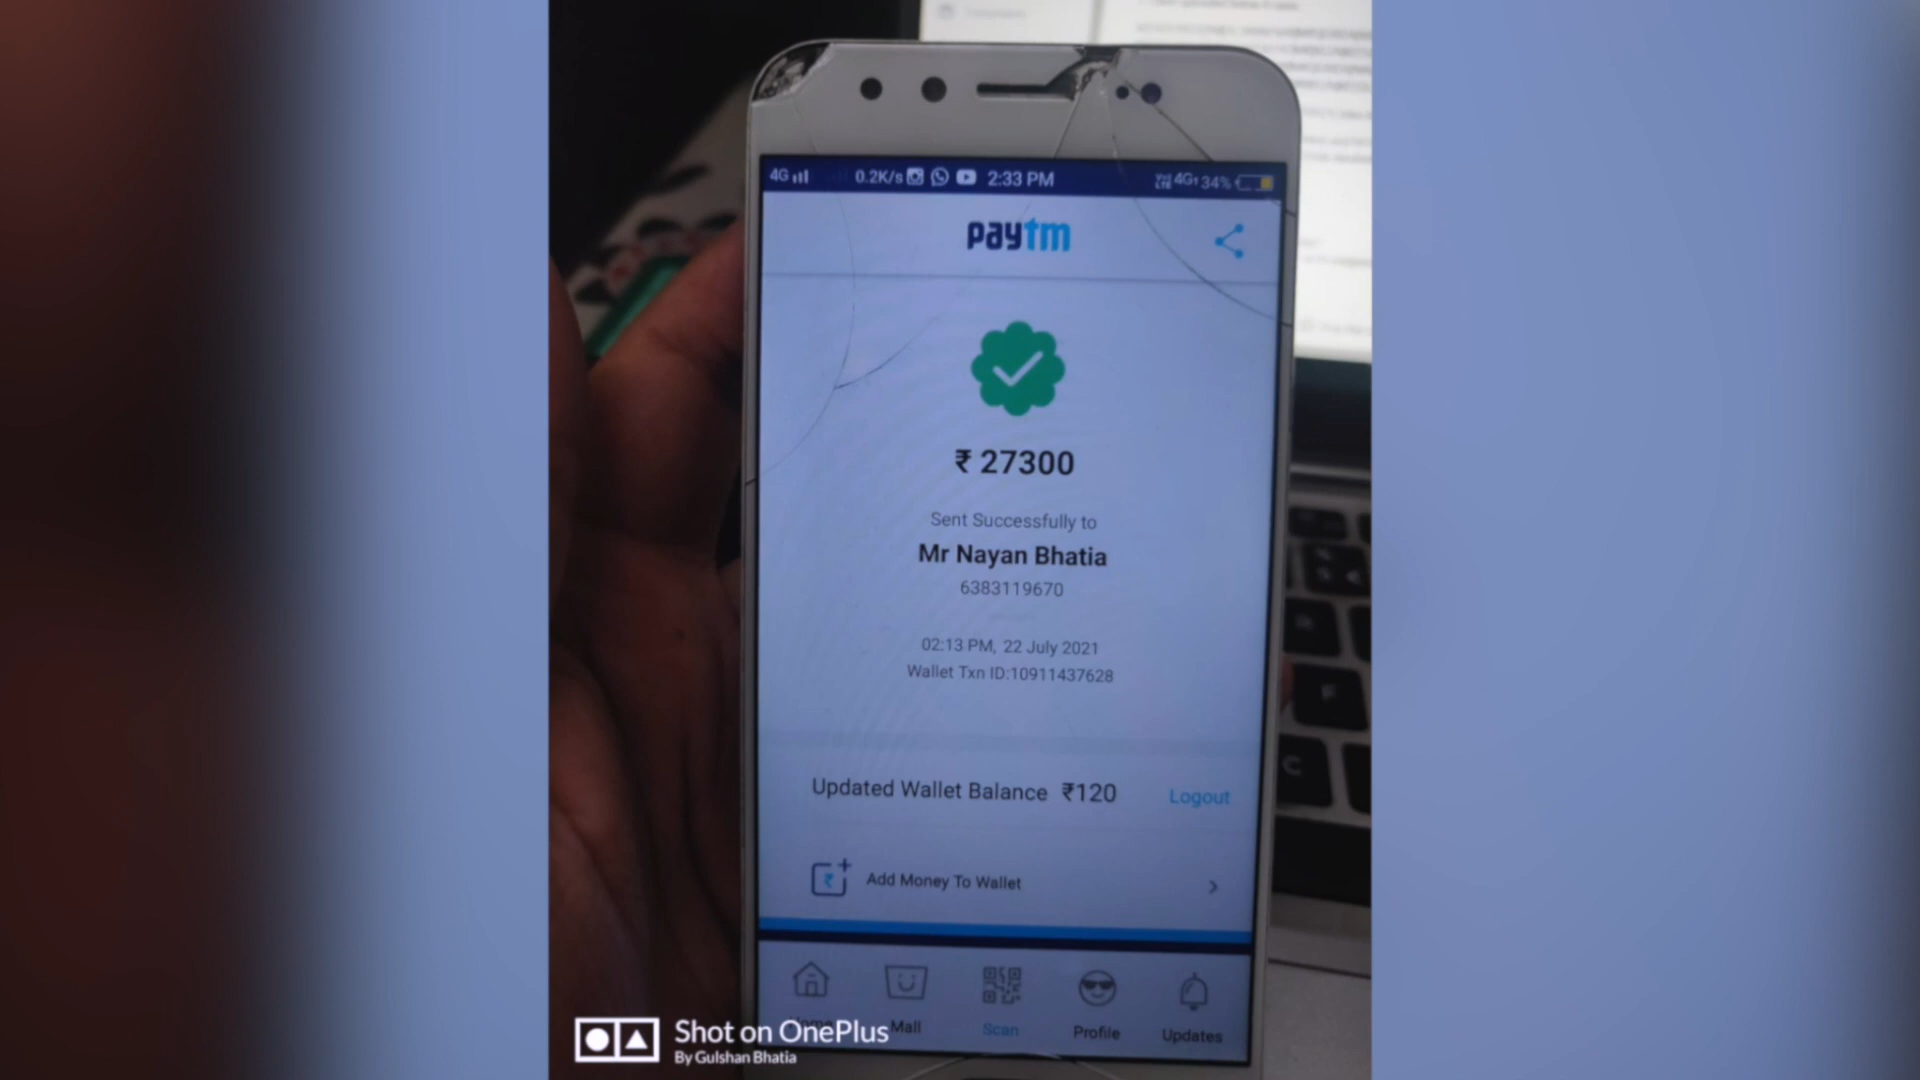 4G 0.2K/s 2:33 PM 4G 34%
paytm
₹ 27300
Sent Successfully to
Mr Nayan Bhatia
6383119670
02:13 PM, 22 July 2021
Wallet Txn ID:10911437628
Updated Wallet Balance ₹120 Logout
₹ Add Money To Wallet
Home Mall Scan Profile Updates
Shot on OnePlus
By Gulshan Bhatia
F
C